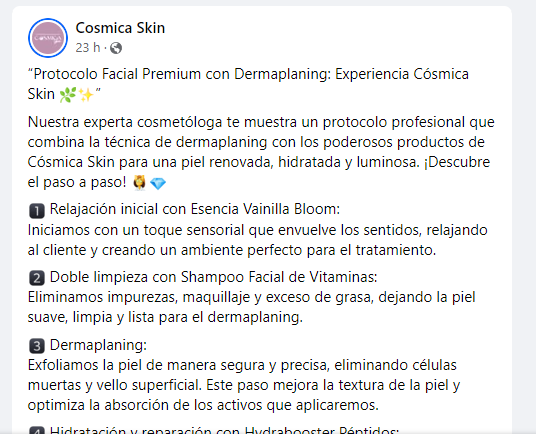 Cosmica Skin
23 h ·
“Protocolo Facial Premium con Dermaplaning: Experiencia Cósmica
Skin 🌿✨”
Nuestra experta cosmetóloga te muestra un protocolo profesional que
combina la técnica de dermaplaning con los poderosos productos de
Cósmica Skin para una piel renovada, hidratada y luminosa. ¡Descubre
el paso a paso! 💆‍♀️💎
1️⃣ Relajación inicial con Esencia Vainilla Bloom:
Iniciamos con un toque sensorial que envuelve los sentidos, relajando
al cliente y creando un ambiente perfecto para el tratamiento.
2️⃣ Doble limpieza con Shampoo Facial de Vitaminas:
Eliminamos impurezas, maquillaje y exceso de grasa, dejando la piel
suave, limpia y lista para el dermaplaning.
3️⃣ Dermaplaning:
Exfoliamos la piel de manera segura y precisa, eliminando células
muertas y vello superficial. Este paso mejora la textura de la piel y
optimiza la absorción de los activos que aplicaremos.
4️⃣ Hidratación y reparación con Hydrabooster Péptidos: